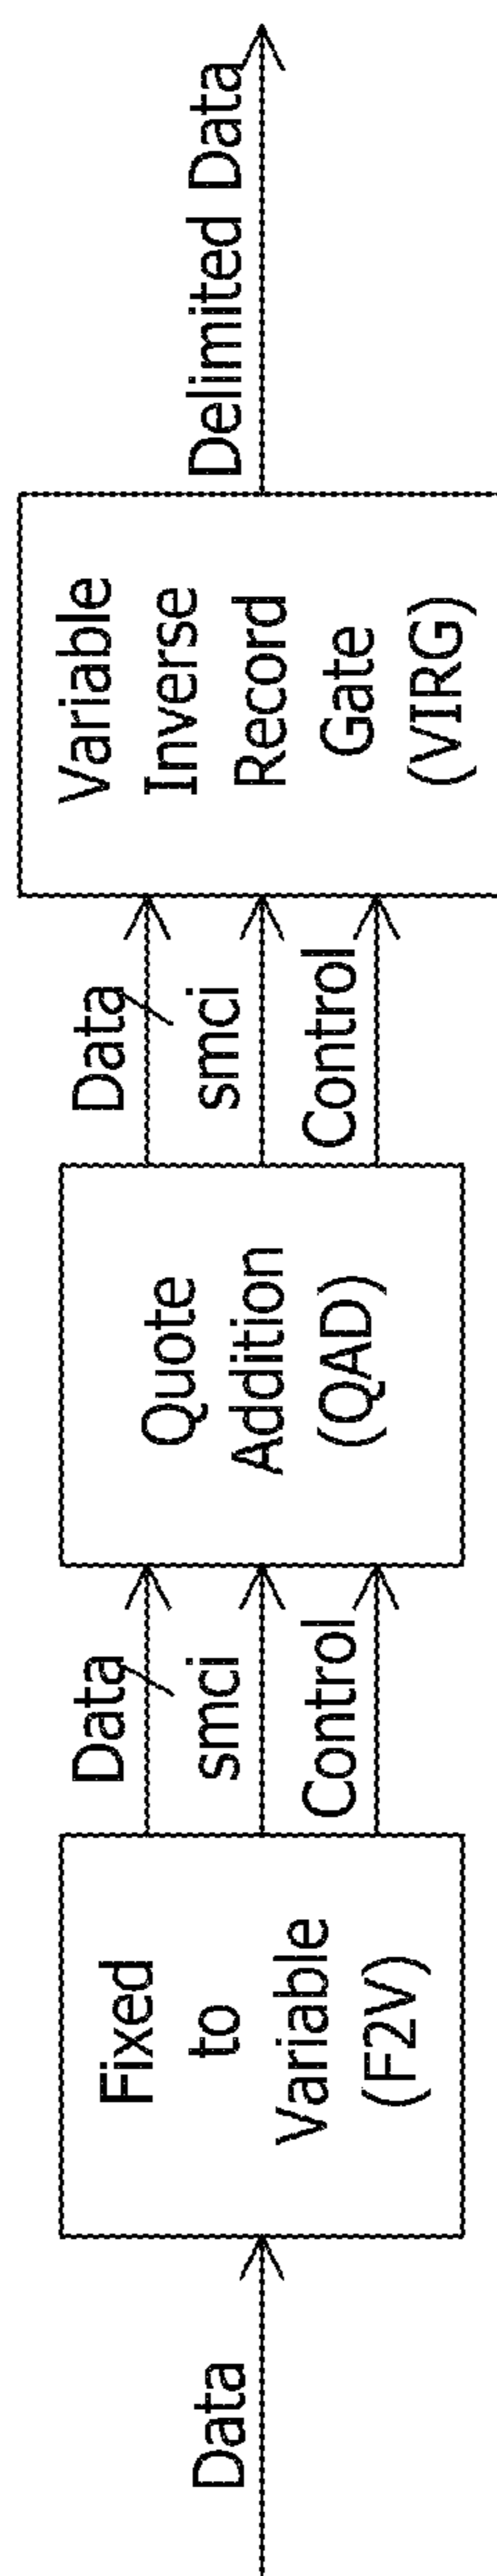 Data
Fixed
to
Variable
(F2V)
Data
smci
Control
Quote
Addition
(QAD)
Data
smci
Control
Variable
Inverse
Record
Gate
(VIRG)
Delimited Data